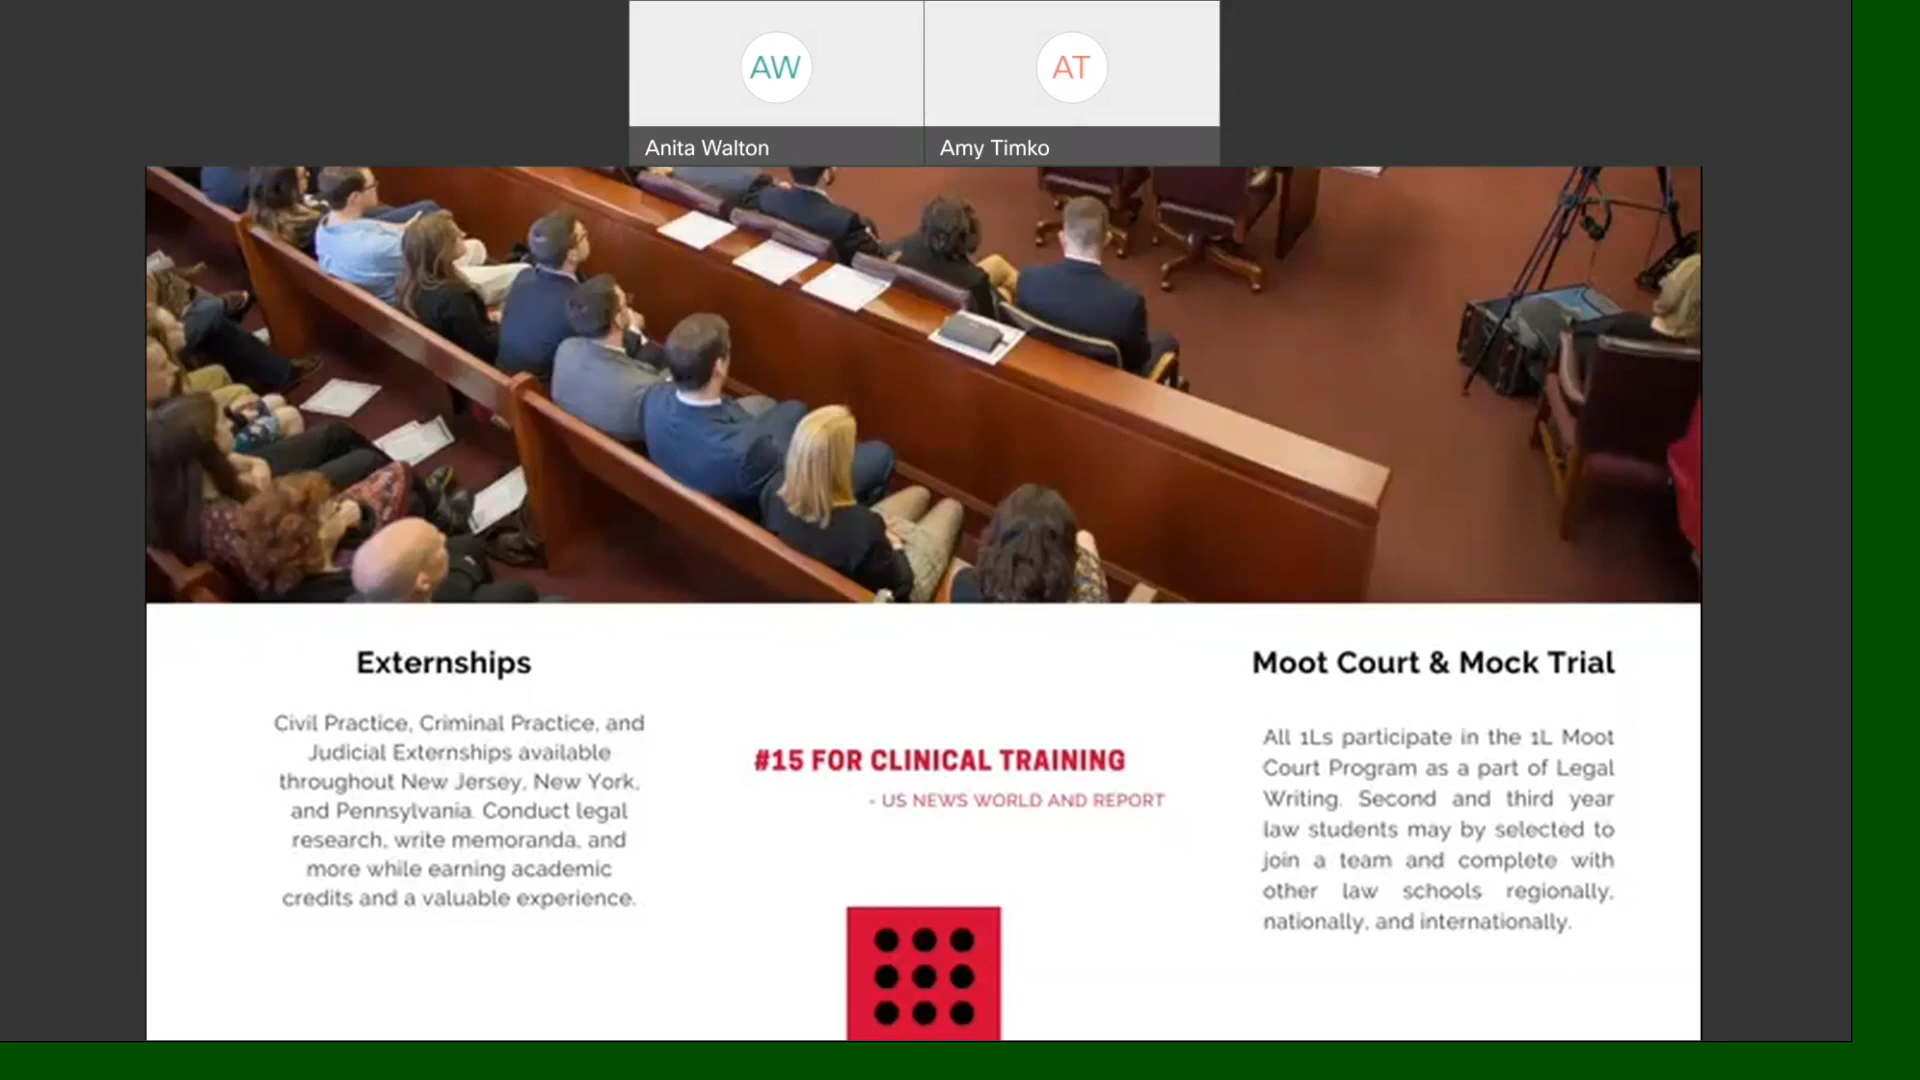 AW
AT
Anita Walton
Amy Timko
Externships
Civil Practice, Criminal Practice, and
Judicial Externships available
throughout New Jersey, New York,
and Pennsylvania. Conduct legal
research, write memoranda, and
more while earning academic
credits and a valuable experience.
#15 FOR CLINICAL TRAINING
- US NEWS WORLD AND REPORT
Moot Court & Mock Trial
All 1Ls participate in the 1L Moot
Court Program as a part of Legal
Writing. Second and third year
law students may by selected to
join a team and complete with
other law schools regionally,
nationally, and internationally.